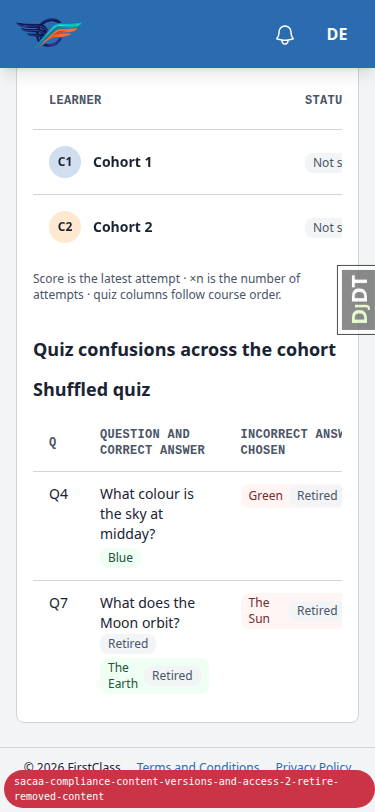 DE
LEARNER STATU
C1 Cohort 1 Not s
C2 Cohort 2 Not s
Score is the latest attempt · ×n is the number of
attempts · quiz columns follow course order.
DjDT
Quiz confusions across the cohort
Shuffled quiz
Q QUESTION AND CORRECT ANSWER INCORRECT ANSW CHOSEN
Q4 What colour is
the sky at
midday?
Blue
Green Retired
Q7 What does the
Moon orbit?
Retired
The
Earth Retired
The
Sun Retired
© 2026 FirstClass Terms and Conditions Privacy Policy
sacaa-compliance-content-versions-and-access-2-retire-
removed-content